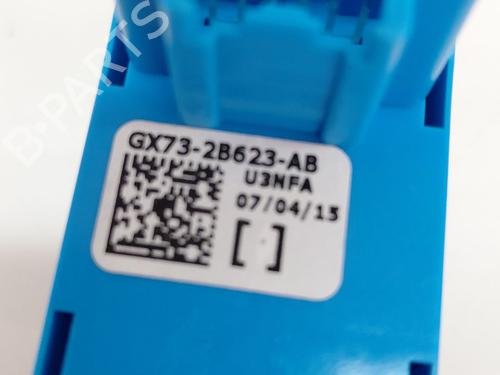 B-PARTS
GX73-2B623-AB
U3NFA
07/04/15
[ ]